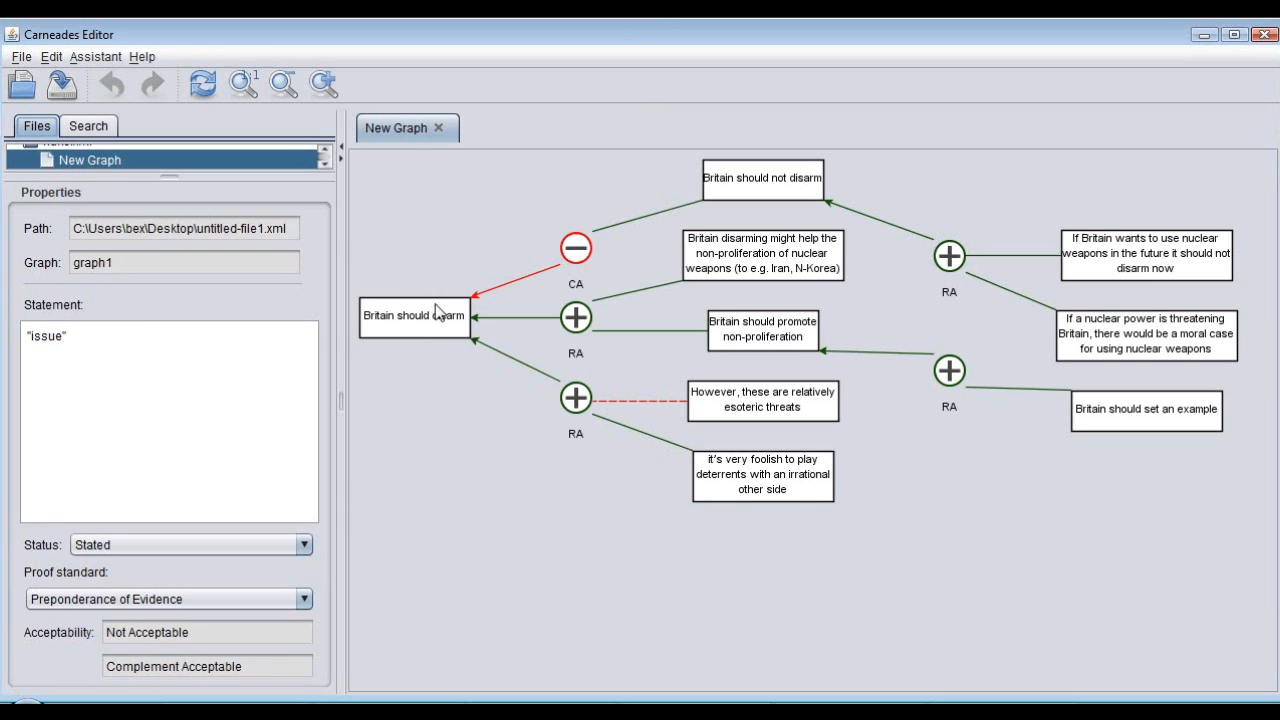 Carneades Editor
File Edit Assistant Help
1
Files Search
New Graph
Properties
Path: C:\Users\bex\Desktop\untitled-file1.xml
Graph: graph1
Statement:
"issue"
Status: Stated
Proof standard:
Preponderance of Evidence
Acceptability: Not Acceptable
Complement Acceptable
New Graph
Britain should not disarm
Britain disarming might help the
non-proliferation of nuclear
weapons (to e.g. Iran, N-Korea)
If Britain wants to use nuclear
weapons in the future it should not
disarm now
CA
RA
Britain should disarm
Britain should promote
non-proliferation
If a nuclear power is threatening
Britain, there would be a moral case
for using nuclear weapons
RA
RA
However, these are relatively
esoteric threats
Britain should set an example
RA
it's very foolish to play
deterrents with an irrational
other side